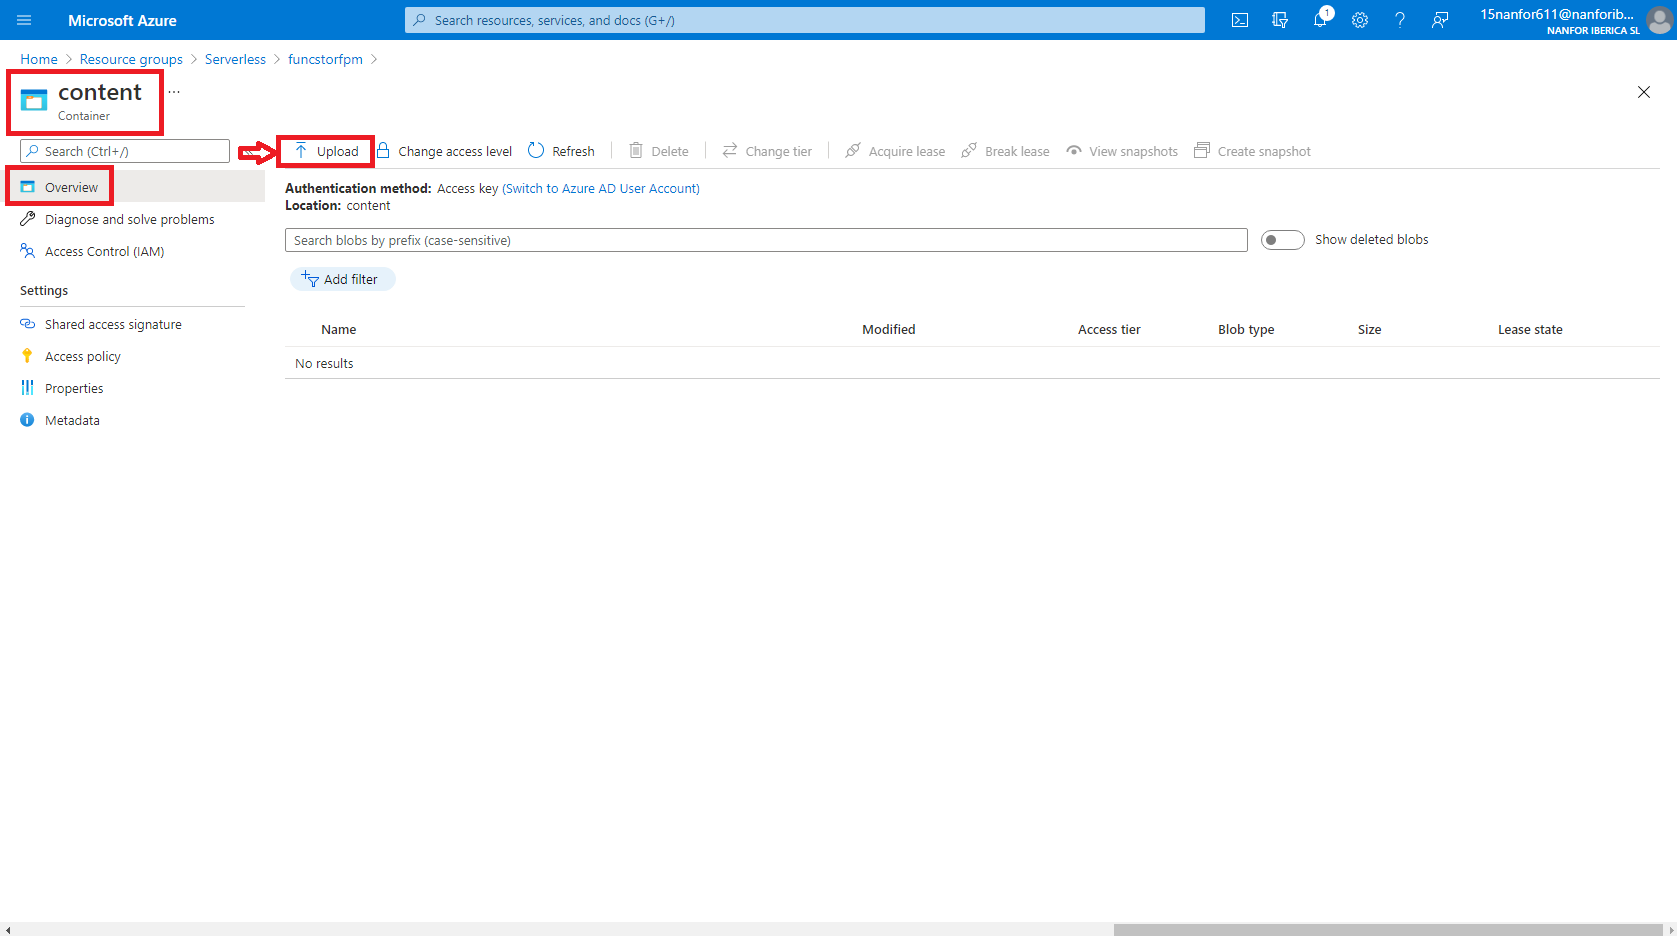 Microsoft Azure
Search resources, services, and docs (G+/)
1
15nanfor611@nanforib...
NANFOR IBERICA SL
Home > Resource groups > Serverless > funcstorfpm >
content ...
Container
Search (Ctrl+/)
Upload Change access level Refresh Delete Change tier Acquire lease Break lease View snapshots Create snapshot
Overview
Diagnose and solve problems
Access Control (IAM)
Settings
Shared access signature
Access policy
Properties
Metadata
Authentication method: Access key (Switch to Azure AD User Account)
Location: content
Search blobs by prefix (case-sensitive)
Show deleted blobs
Add filter
Name Modified Access tier Blob type Size Lease state
No results